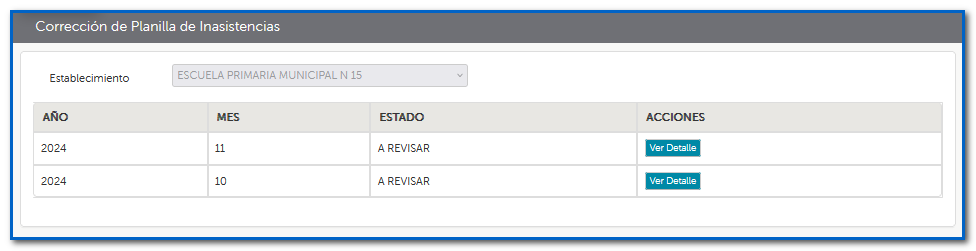 Corrección de Planilla de Inasistencias
Establecimiento ESCUELA PRIMARIA MUNICIPAL N 15
AÑO MES ESTADO ACCIONES
2024 11 A REVISAR Ver Detalle
2024 10 A REVISAR Ver Detalle